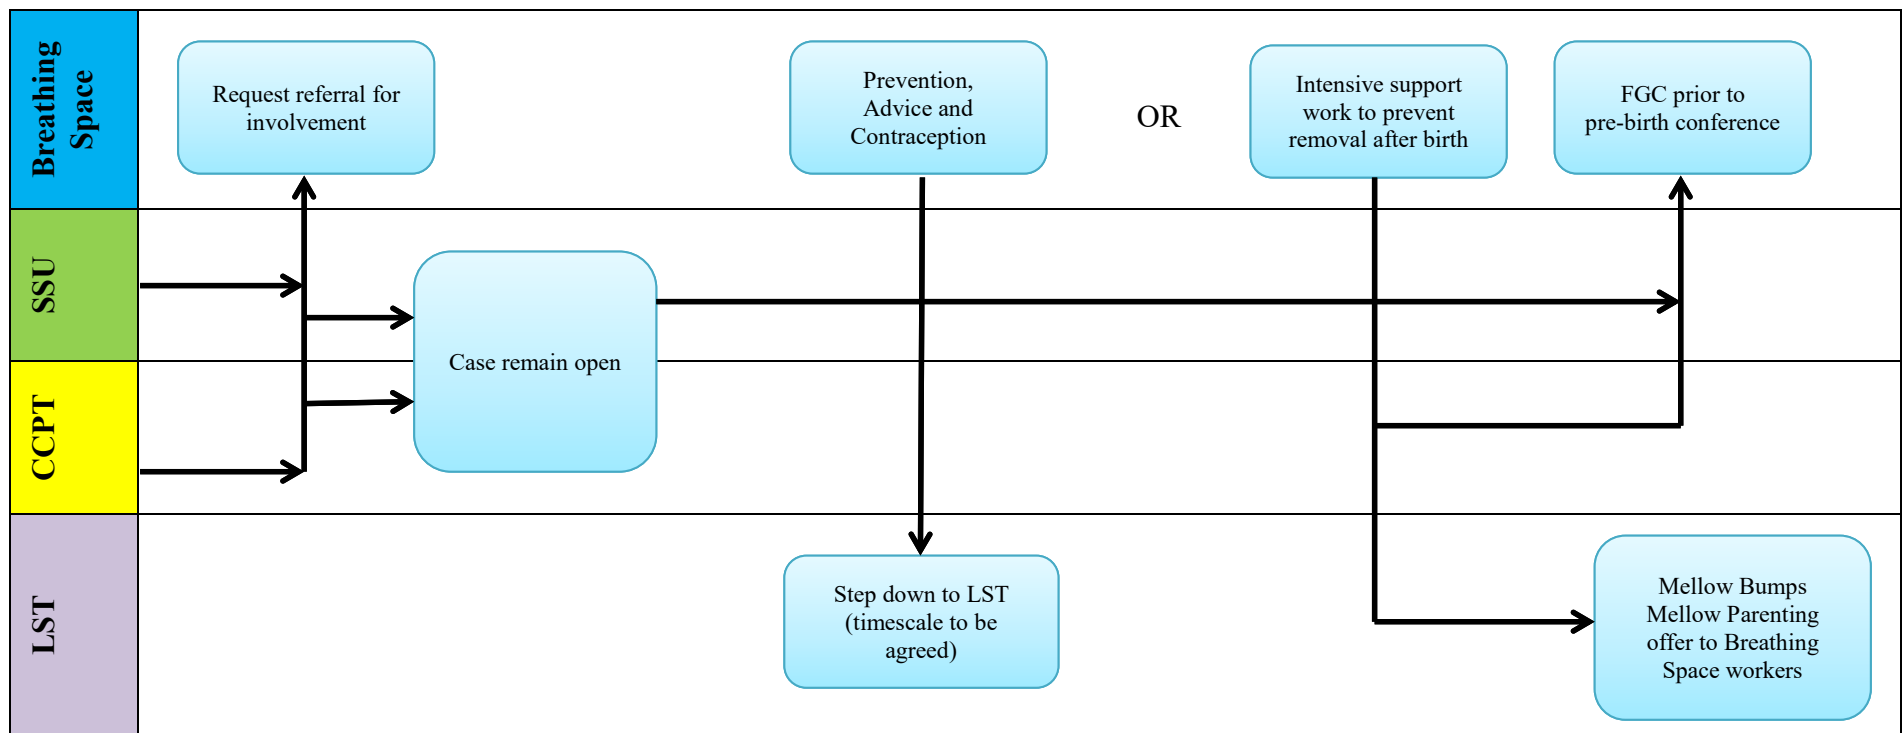 Breathing
Space
Request referral for
involvement
Prevention,
Advice and
Contraception
OR
Intensive support
work to prevent
removal after birth
FGC prior to
pre-birth conference
SSU
Case remain open
CCPT
LST
Step down to LST
(timescale to be
agreed)
Mellow Bumps
Mellow Parenting
offer to Breathing
Space workers